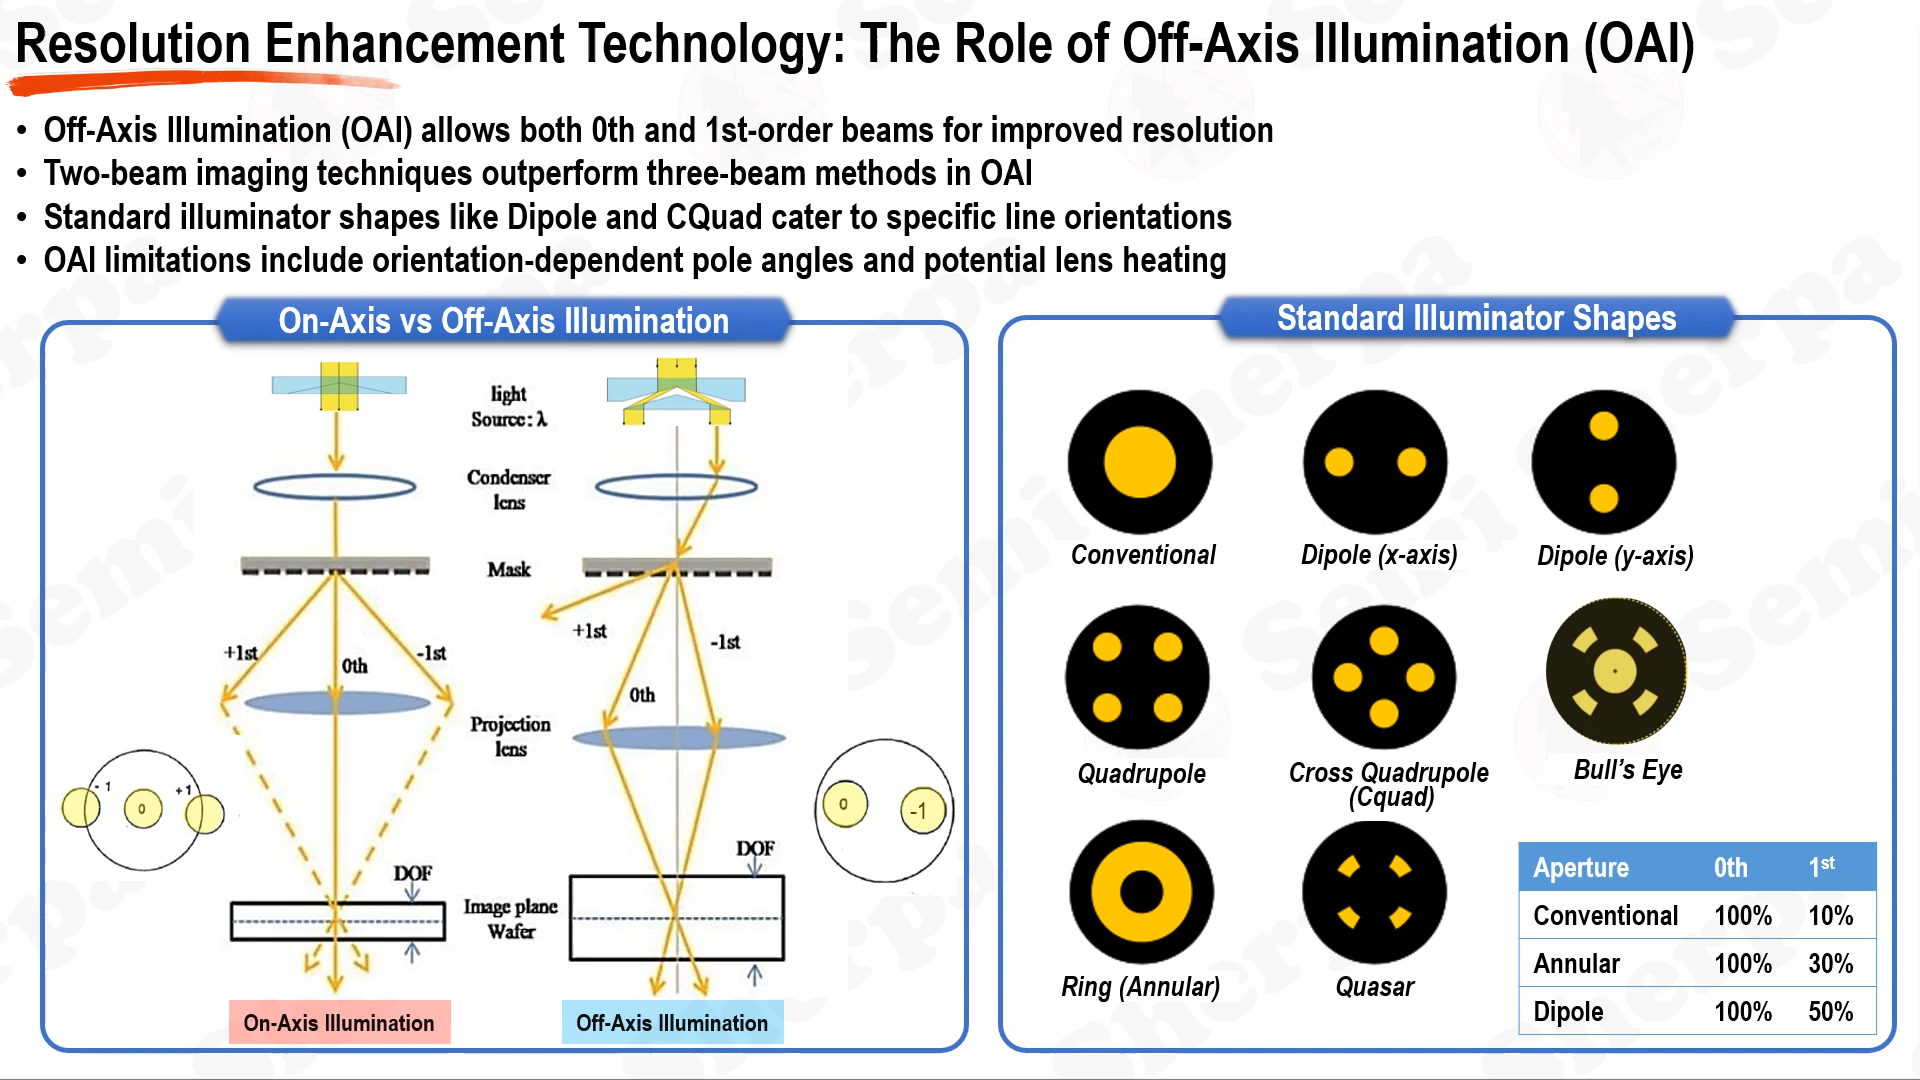 Resolution Enhancement Technology: The Role of Off-Axis Illumination (OAI)
• Off-Axis Illumination (OAI) allows both 0th and 1st-order beams for improved resolution
• Two-beam imaging techniques outperform three-beam methods in OAI
• Standard illuminator shapes like Dipole and CQuad cater to specific line orientations
• OAI limitations include orientation-dependent pole angles and potential lens heating
On-Axis vs Off-Axis Illumination
light
Source: λ
Condenser
lens
Mask
+1st
0th
-1st
+1st
-1st
0th
Projection
lens
- 1
0
+1
0
-1
DOF
DOF
Image plane
Wafer
On-Axis Illumination
Off-Axis Illumination
Standard Illuminator Shapes
Conventional
Dipole (x-axis)
Dipole (y-axis)
Quadrupole
Cross Quadrupole
(Cquad)
Bull's Eye
Ring (Annular)
Quasar
Aperture 0th 1st
Conventional 100% 10%
Annular 100% 30%
Dipole 100% 50%
Semi Sherpa